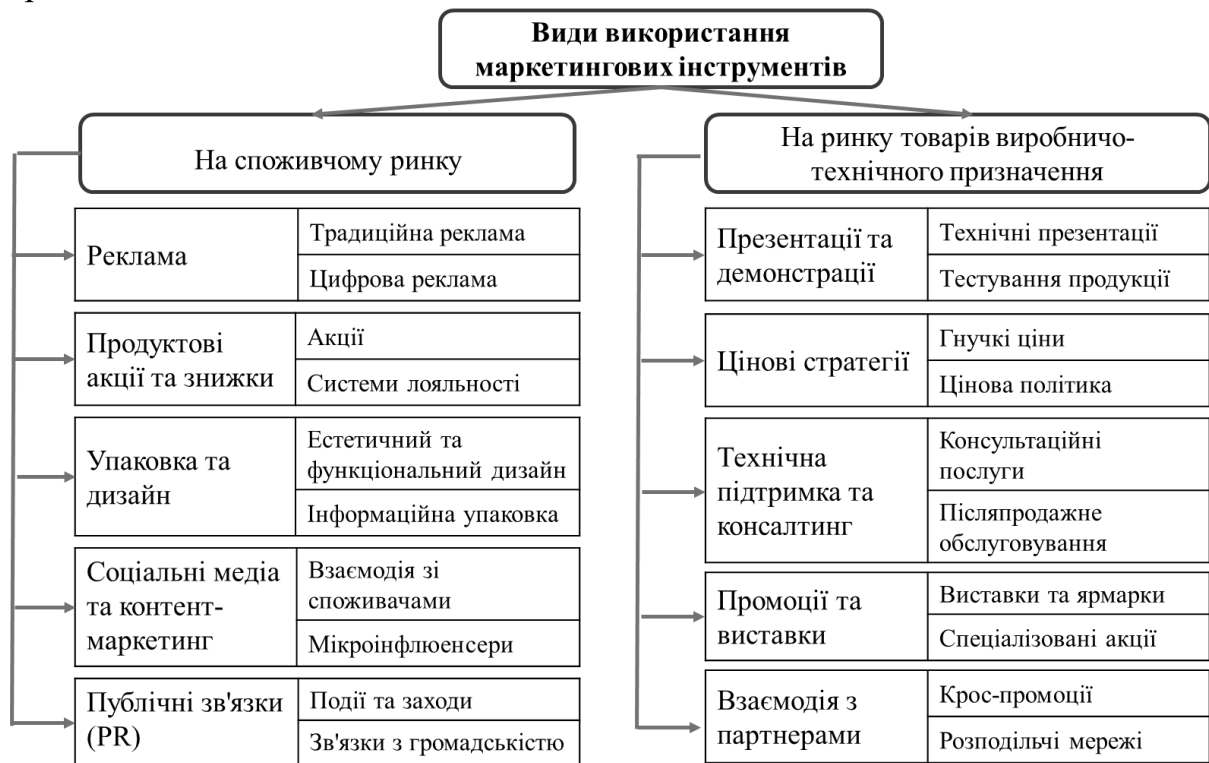 Види використання
маркетингових інструментів
На споживчому ринку
Реклама
Традиційна реклама
Цифрова реклама
Продуктові
акції та знижки
Акції
Системи лояльності
Упаковка та
дизайн
Естетичний та
функціональний дизайн
Інформаційна упаковка
Соціальні медіа
та контент-
маркетинг
Взаємодія зі
споживачами
Мікроінфлюенсери
Публічні зв'язки
(PR)
Події та заходи
Зв'язки з громадськістю
На ринку товарів виробничо-
технічного призначення
Презентації та
демонстрації
Технічні презентації
Тестування продукції
Цінові стратегії
Гнучкі ціни
Цінова політика
Технічна
підтримка та
консалтинг
Консультаційні
послуги
Післяпродажне
обслуговування
Промоції та
виставки
Виставки та ярмарки
Спеціалізовані акції
Взаємодія з
партнерами
Крос-промоції
Розподільчі мережі